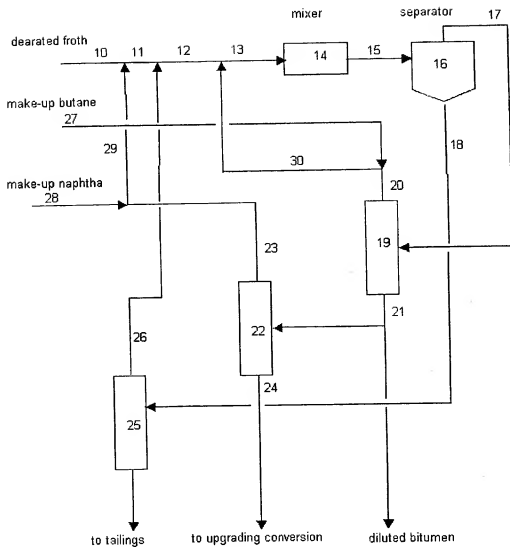 mixer separator 17
dearated froth 10 11 12 13 14 15 16
make-up butane
27 18
29 30
make-up naphtha 20
28
19
23
21
26 22
24
25
to tailings to upgrading conversion diluted bitumen